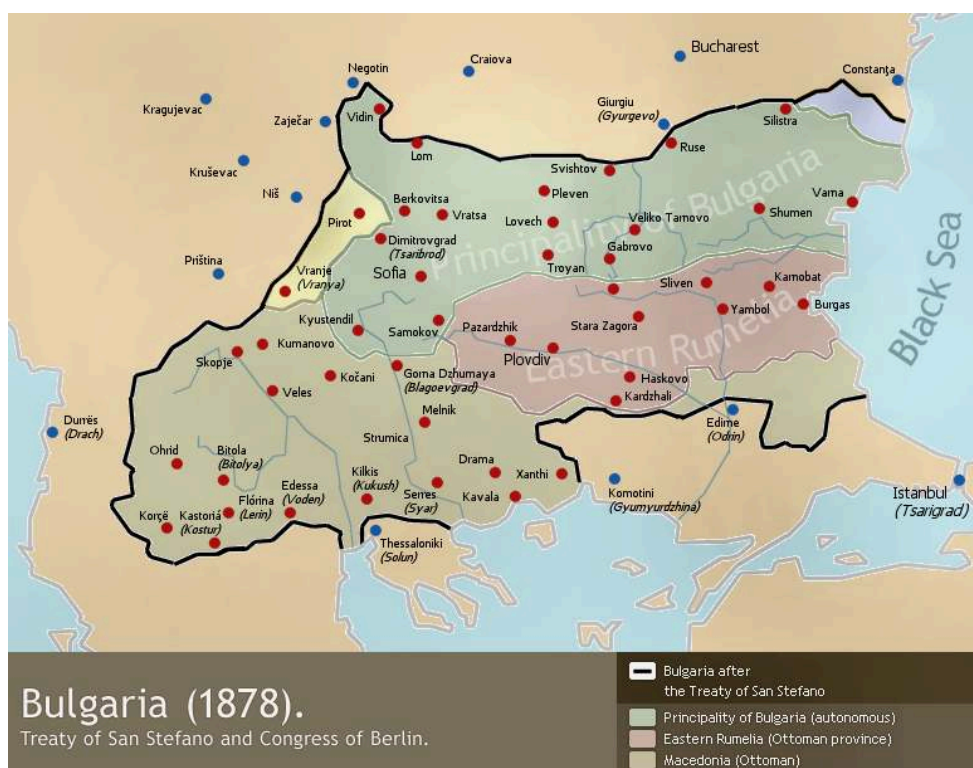 Bucharest
Craiova
Constanța
Negotin
Kragujevac
Giurgiu
(Gyurgevo)
Silistra
Vidin
Zaječar
Lom
Ruse
Kruševac
Svishtov
Pleven
Niš
Principality of Bulgaria
Varna
Berkovitsa
Vratsa
Lovech
Veliko Tarnovo
Shumen
Pirot
Dimitrovgrad
(Tsaribrod)
Gabrovo
Troyan
Priština
Vranje
(Vranya)
Sofia
Sliven
Karnobat
Burgas
Black Sea
Kyustendil
Samokov
Pazardzhik
Stara Zagora
Yambol
Eastern Rumelia
Plovdiv
Skopje
Kumanovo
Kočani
Gorna Dzhumaya
(Blagoevgrad)
Haskovo
Veles
Kardzhali
Melnik
Durrës
(Drach)
Edirne
(Odrin)
Strumica
Ohrid
Bitola
(Bitolya)
Drama
Xanthi
Kilkis
(Kukush)
Edessa
(Voden)
Serres
(Syar)
Kavala
Komotini
(Gyumyurdzhina)
Istanbul
(Tsarigrad)
Flórina
(Lerin)
Korçë
Kastoriá
(Kostur)
Thessaloniki
(Solun)
Bulgaria (1878).
Treaty of San Stefano and Congress of Berlin.
Bulgaria after
the Treaty of San Stefano
Principality of Bulgaria (autonomous)
Eastern Rumelia (Ottoman province)
Macedonia (Ottoman)